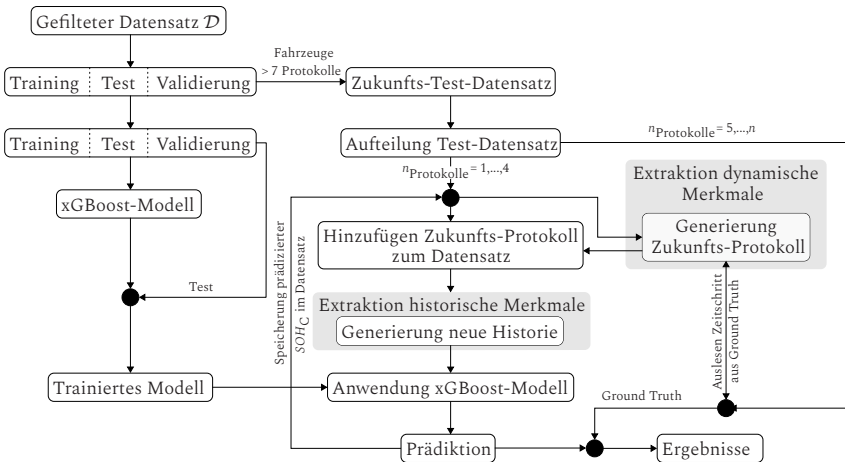 Gefilteter Datensatz 𝒟
Fahrzeuge
> 7 Protokolle
Training Test Validierung
Zukunfts-Test-Datensatz
Training Test Validierung
Aufteilung Test-Datensatz
nProtokolle = 5,...,n
nProtokolle = 1,...,4
Extraktion dynamische
Merkmale
xGBoost-Modell
Generierung
Zukunfts-Protokoll
Hinzufügen Zukunfts-Protokoll
zum Datensatz
Test
Speicherung prädizierter
SOHC im Datensatz
Extraktion historische Merkmale
Generierung neue Historie
Auslesen Zeitschritt
aus Ground Truth
Trainiertes Modell
Anwendung xGBoost-Modell
Ground Truth
Prädiktion
Ergebnisse